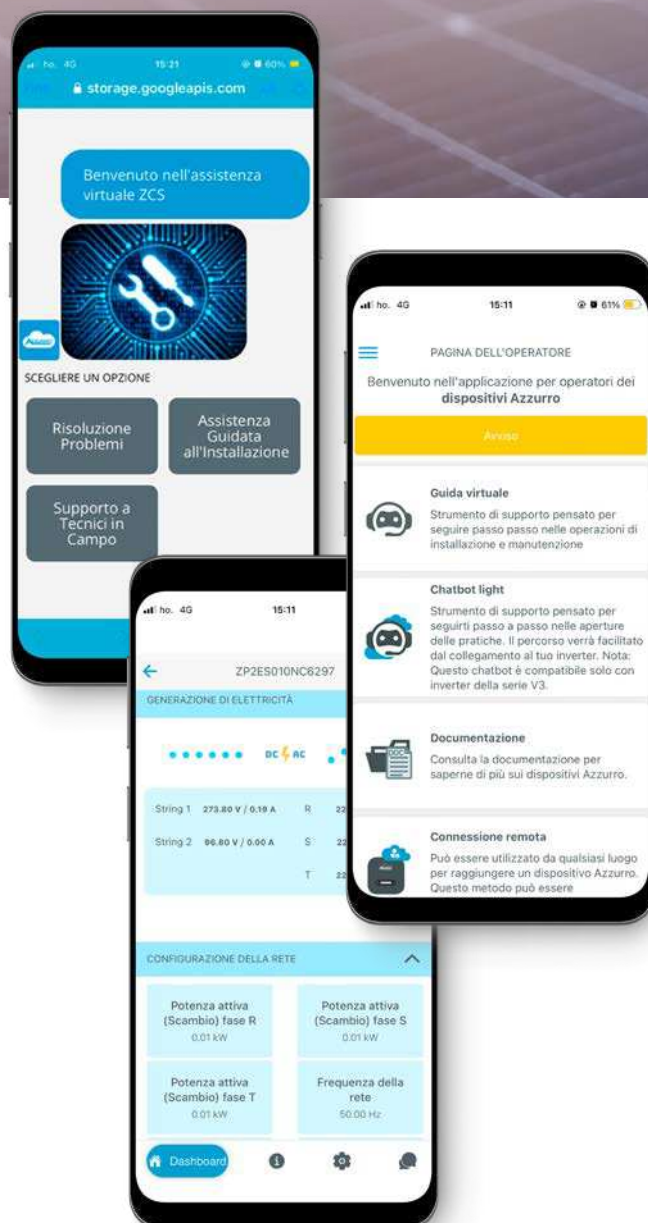 ho. 4G 15:21 60%
storage.googleapis.com
Benvenuto nell'assistenza
virtuale ZCS
SCEGLIERE UN OPZIONE
Risoluzione
Problemi
Assistenza
Guidata
all'Installazione
Supporto a
Tecnici in
Campo
ho. 4G 15:11 61%
PAGINA DELL'OPERATORE
Benvenuto nell'applicazione per operatori dei
dispositivi Azzurro
Avviso
Guida virtuale
Strumento di supporto pensato per
seguire passo passo nelle operazioni di
installazione e manutenzione
Chatbot light
Strumento di supporto pensato per
seguirti passo a passo nelle aperture
delle pratiche. Il percorso verrà facilitato
dal collegamento al tuo inverter. Nota:
Questo chatbot è compatibile solo con
inverter della serie V3.
DOC
Documentazione
Consulta la documentazione per
saperne di più sui dispositivi Azzurro.
Connessione remota
Può essere utilizzato da qualsiasi luogo
per raggiungere un dispositivo Azzurro.
Questo metodo può essere
ho. 4G 15:11
ZP2ES010NC6297
GENERAZIONE DI ELETTRICITÀ
DC AC
String 1 273.80 V / 0.19 A R 22
String 2 96.80 V / 0.00 A S 22
T 22
CONFIGURAZIONE DELLA RETE
Potenza attiva
(Scambio) fase R
0.01 kW
Potenza attiva
(Scambio) fase S
0.01 kW
Potenza attiva
(Scambio) fase T
0.01 kW
Frequenza della
rete
50.00 Hz
Dashboard